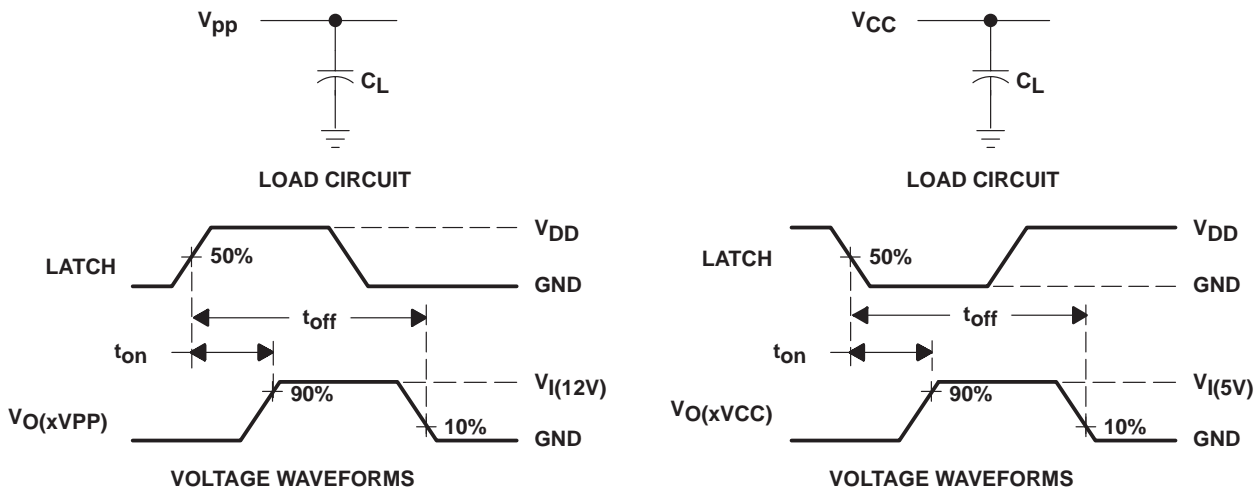 Vpp
CL
LOAD CIRCUIT
VDD
50%
LATCH
GND
toff
ton
VI(12V)
90%
VO(xVPP)
10%
GND
VOLTAGE WAVEFORMS
VCC
CL
LOAD CIRCUIT
VDD
50%
LATCH
GND
toff
ton
VI(5V)
90%
VO(xVCC)
10%
GND
VOLTAGE WAVEFORMS